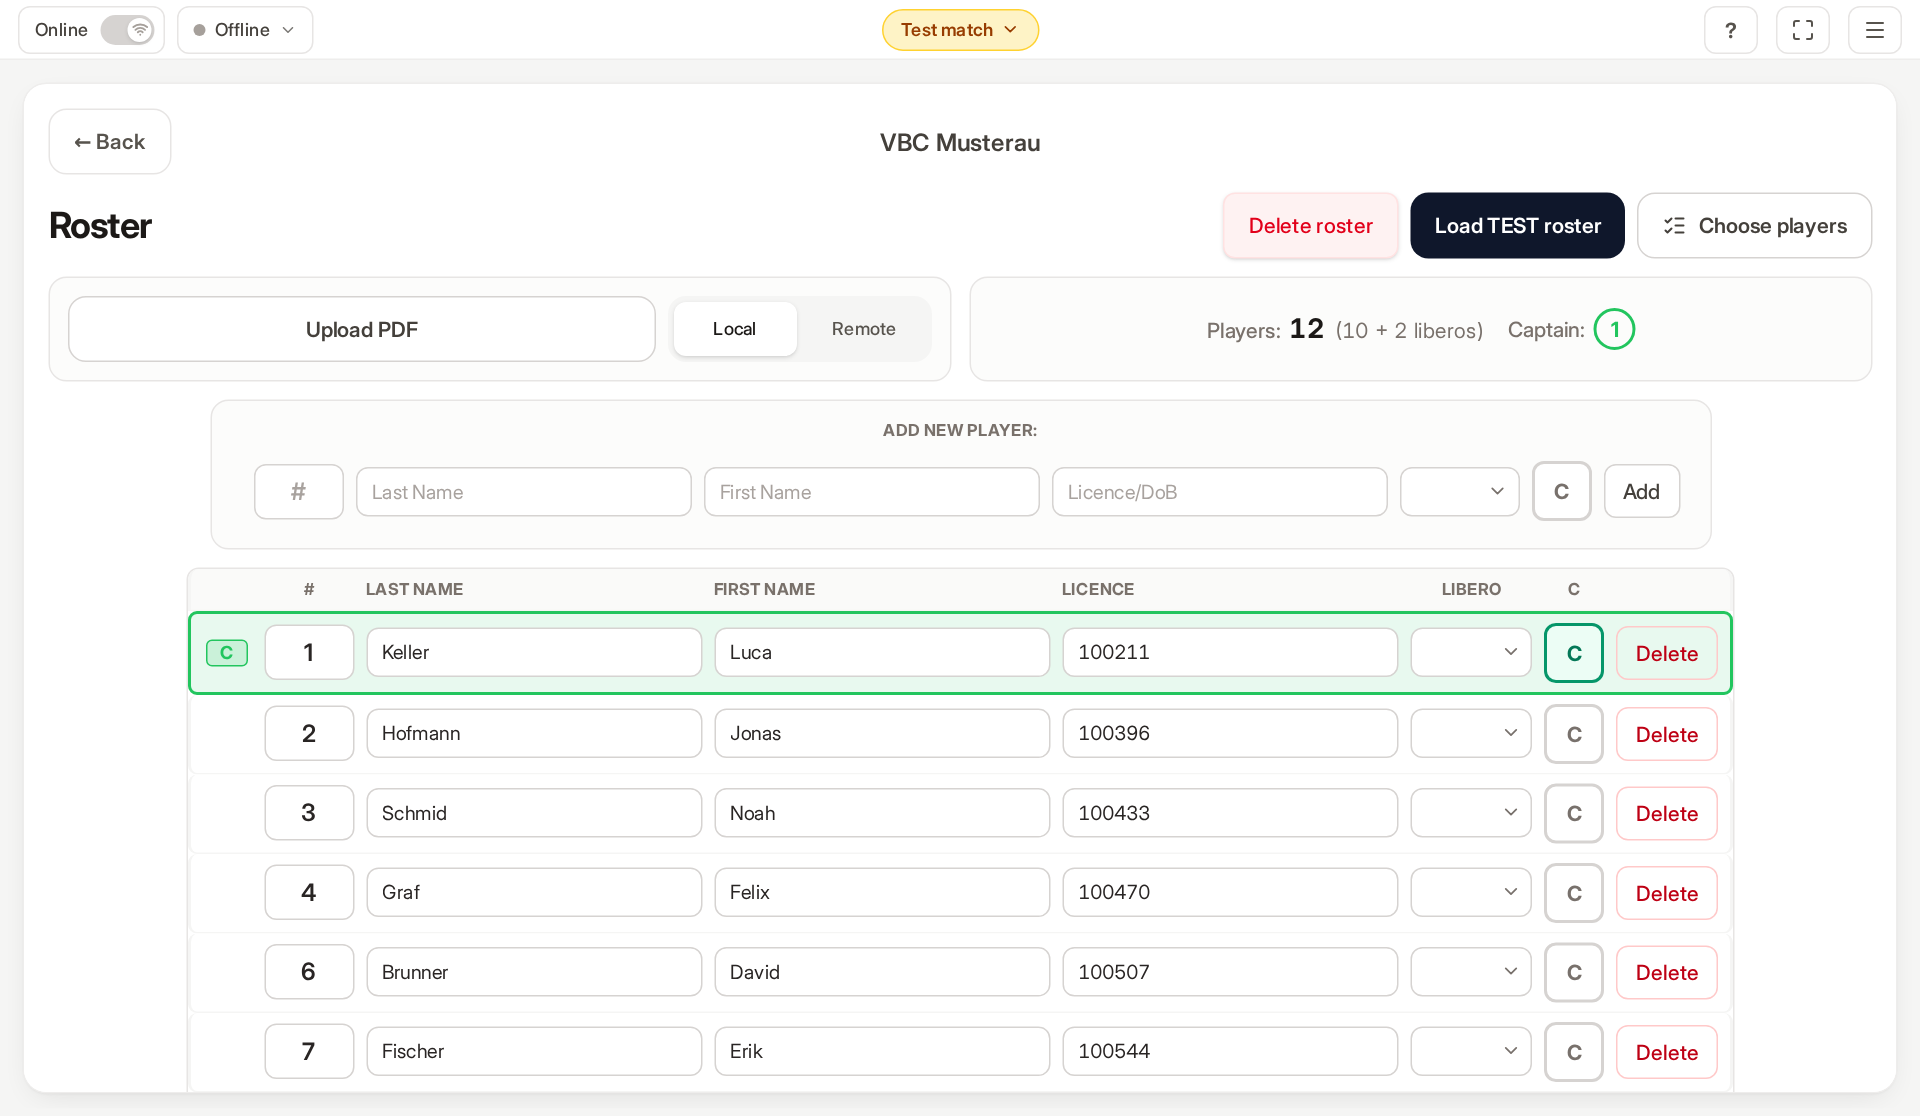 Online
Offline
Test match
?
← Back
VBC Musterau
Roster
Delete roster
Load TEST roster
Choose players
Upload PDF
Local
Remote
Players: 12 (10 + 2 liberos) Captain: 1
ADD NEW PLAYER:
# Last Name First Name Licence/DoB C Add
# LAST NAME FIRST NAME LICENCE LIBERO C
C 1 Keller Luca 100211 C Delete
2 Hofmann Jonas 100396 C Delete
3 Schmid Noah 100433 C Delete
4 Graf Felix 100470 C Delete
6 Brunner David 100507 C Delete
7 Fischer Erik 100544 C Delete